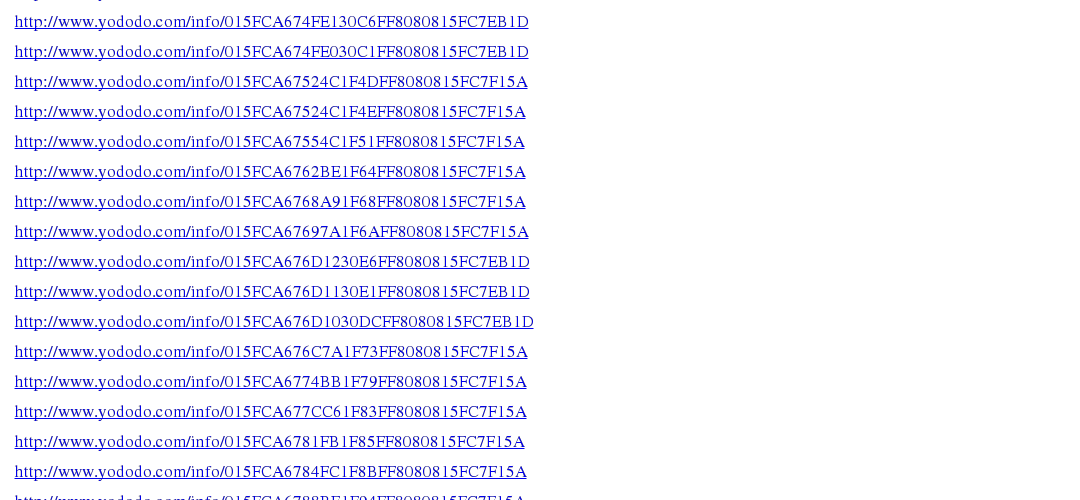 http://www.yododo.com/info/015FCA674FE130C6FF8080815FC7EB1D
http://www.yododo.com/info/015FCA674FE030C1FF8080815FC7EB1D
http://www.yododo.com/info/015FCA67524C1F4DFF8080815FC7F15A
http://www.yododo.com/info/015FCA67524C1F4EFF8080815FC7F15A
http://www.yododo.com/info/015FCA67554C1F51FF8080815FC7F15A
http://www.yododo.com/info/015FCA6762BE1F64FF8080815FC7F15A
http://www.yododo.com/info/015FCA6768A91F68FF8080815FC7F15A
http://www.yododo.com/info/015FCA67697A1F6AFF8080815FC7F15A
http://www.yododo.com/info/015FCA676D1230E6FF8080815FC7EB1D
http://www.yododo.com/info/015FCA676D1130E1FF8080815FC7EB1D
http://www.yododo.com/info/015FCA676D1030DCFF8080815FC7EB1D
http://www.yododo.com/info/015FCA676C7A1F73FF8080815FC7F15A
http://www.yododo.com/info/015FCA6774BB1F79FF8080815FC7F15A
http://www.yododo.com/info/015FCA677CC61F83FF8080815FC7F15A
http://www.yododo.com/info/015FCA6781FB1F85FF8080815FC7F15A
http://www.yododo.com/info/015FCA6784FC1F8BFF8080815FC7F15A